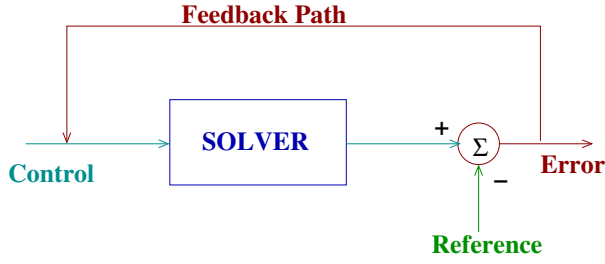 Feedback Path
SOLVER
+
Σ
−
Control
Error
Reference